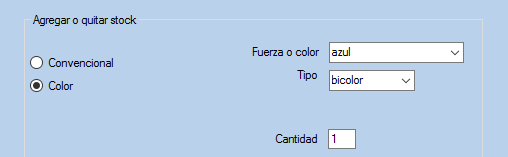 Agregar o quitar stock
Convencional
Color
Fuerza o color azul
Tipo bicolor
Cantidad 1